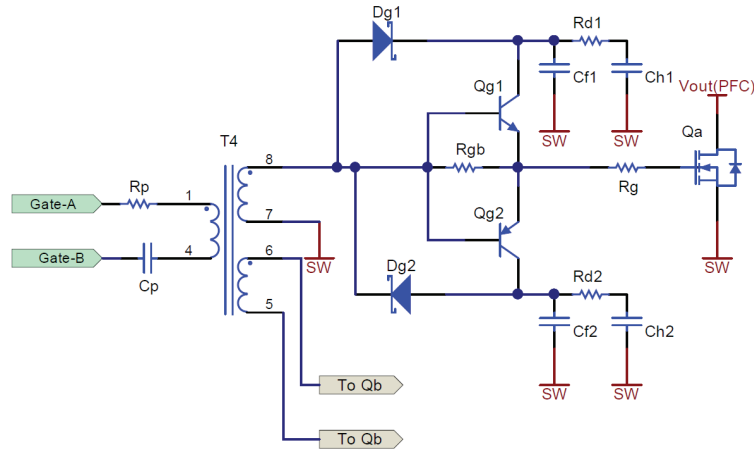 Dg1
Rd1
Cf1
Ch1
Qg1
SW
SW
Vout(PFC)
Qa
T4
8
Rgb
Rg
Rp
1
Gate-A
7
Qg2
SW
SW
Gate-B
4
6
Cp
Dg2
Rd2
5
Cf2
Ch2
To Qb
SW
SW
To Qb